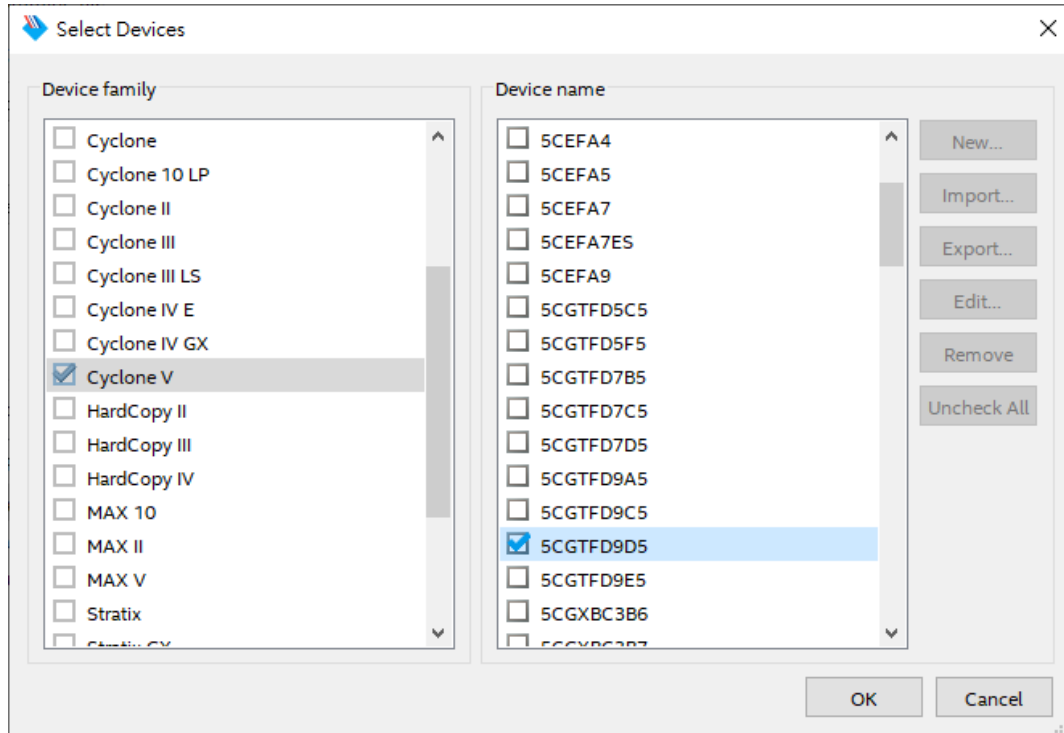 Select Devices
Device family
Cyclone
Cyclone 10 LP
Cyclone II
Cyclone III
Cyclone III LS
Cyclone IV E
Cyclone IV GX
Cyclone V
HardCopy II
HardCopy III
HardCopy IV
MAX 10
MAX II
MAX V
Stratix
Device name
5CEFA4
5CEFA5
5CEFA7
5CEFA7ES
5CEFA9
5CGTFD5C5
5CGTFD5F5
5CGTFD7B5
5CGTFD7C5
5CGTFD7D5
5CGTFD9A5
5CGTFD9C5
5CGTFD9D5
5CGTFD9E5
5CGXBC3B6
New...
Import...
Export...
Edit...
Remove
Uncheck All
OK
Cancel